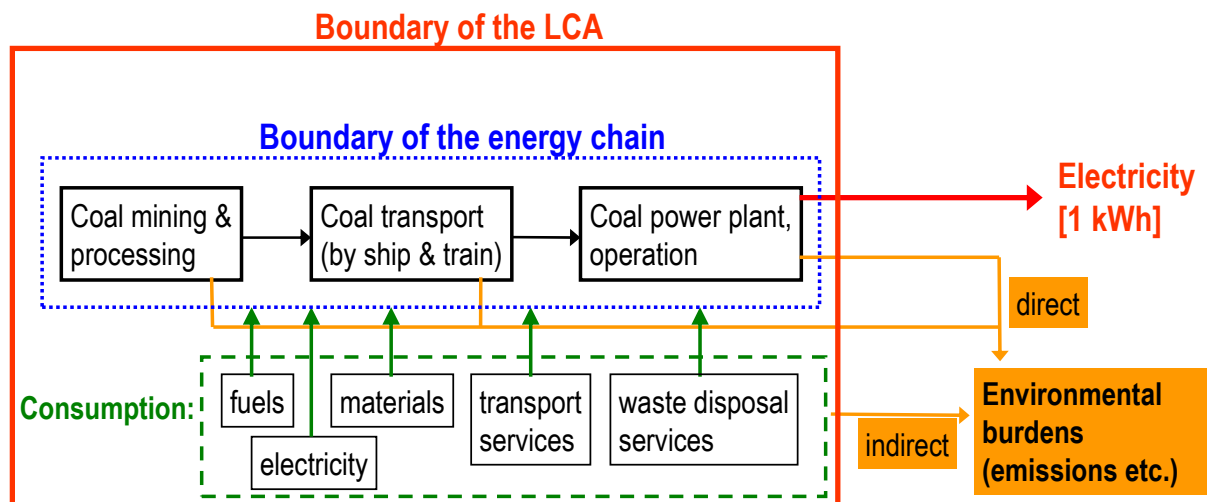 Boundary of the LCA
Boundary of the energy chain
Coal mining &
processing
Coal transport
(by ship & train)
Coal power plant,
operation
Electricity
[1 kWh]
direct
Consumption:
fuels
electricity
materials
transport
services
waste disposal
services
indirect
Environmental
burdens
(emissions etc.)